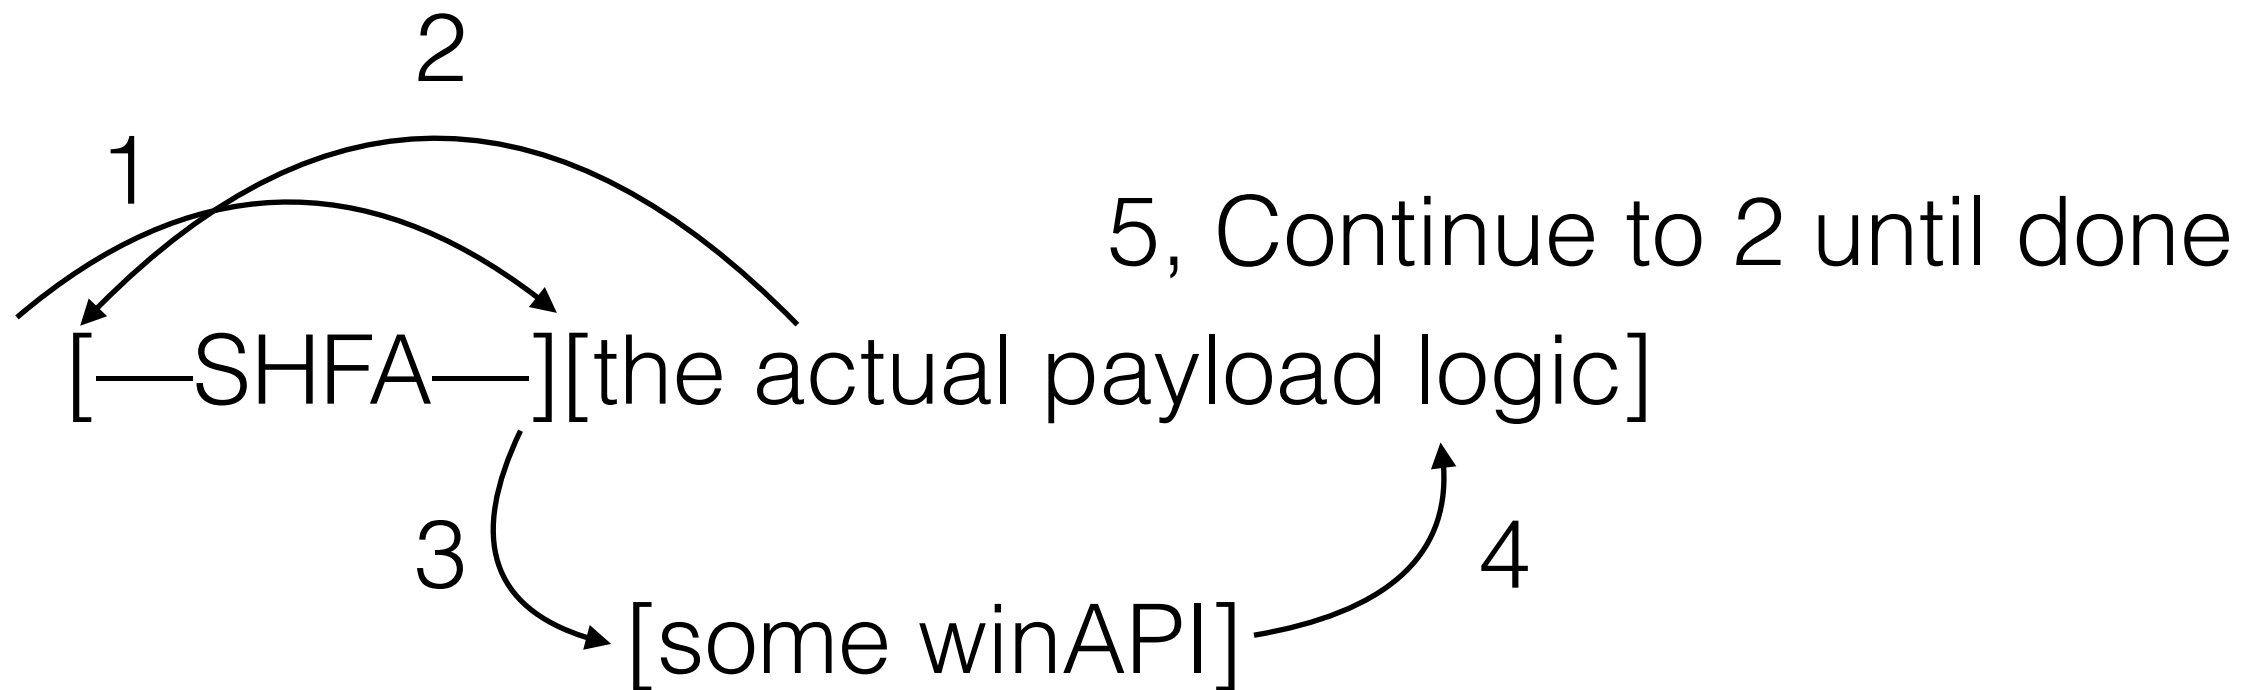 2
1
5, Continue to 2 until done
[—SHFA—][the actual payload logic]
3
4
[some winAPI]